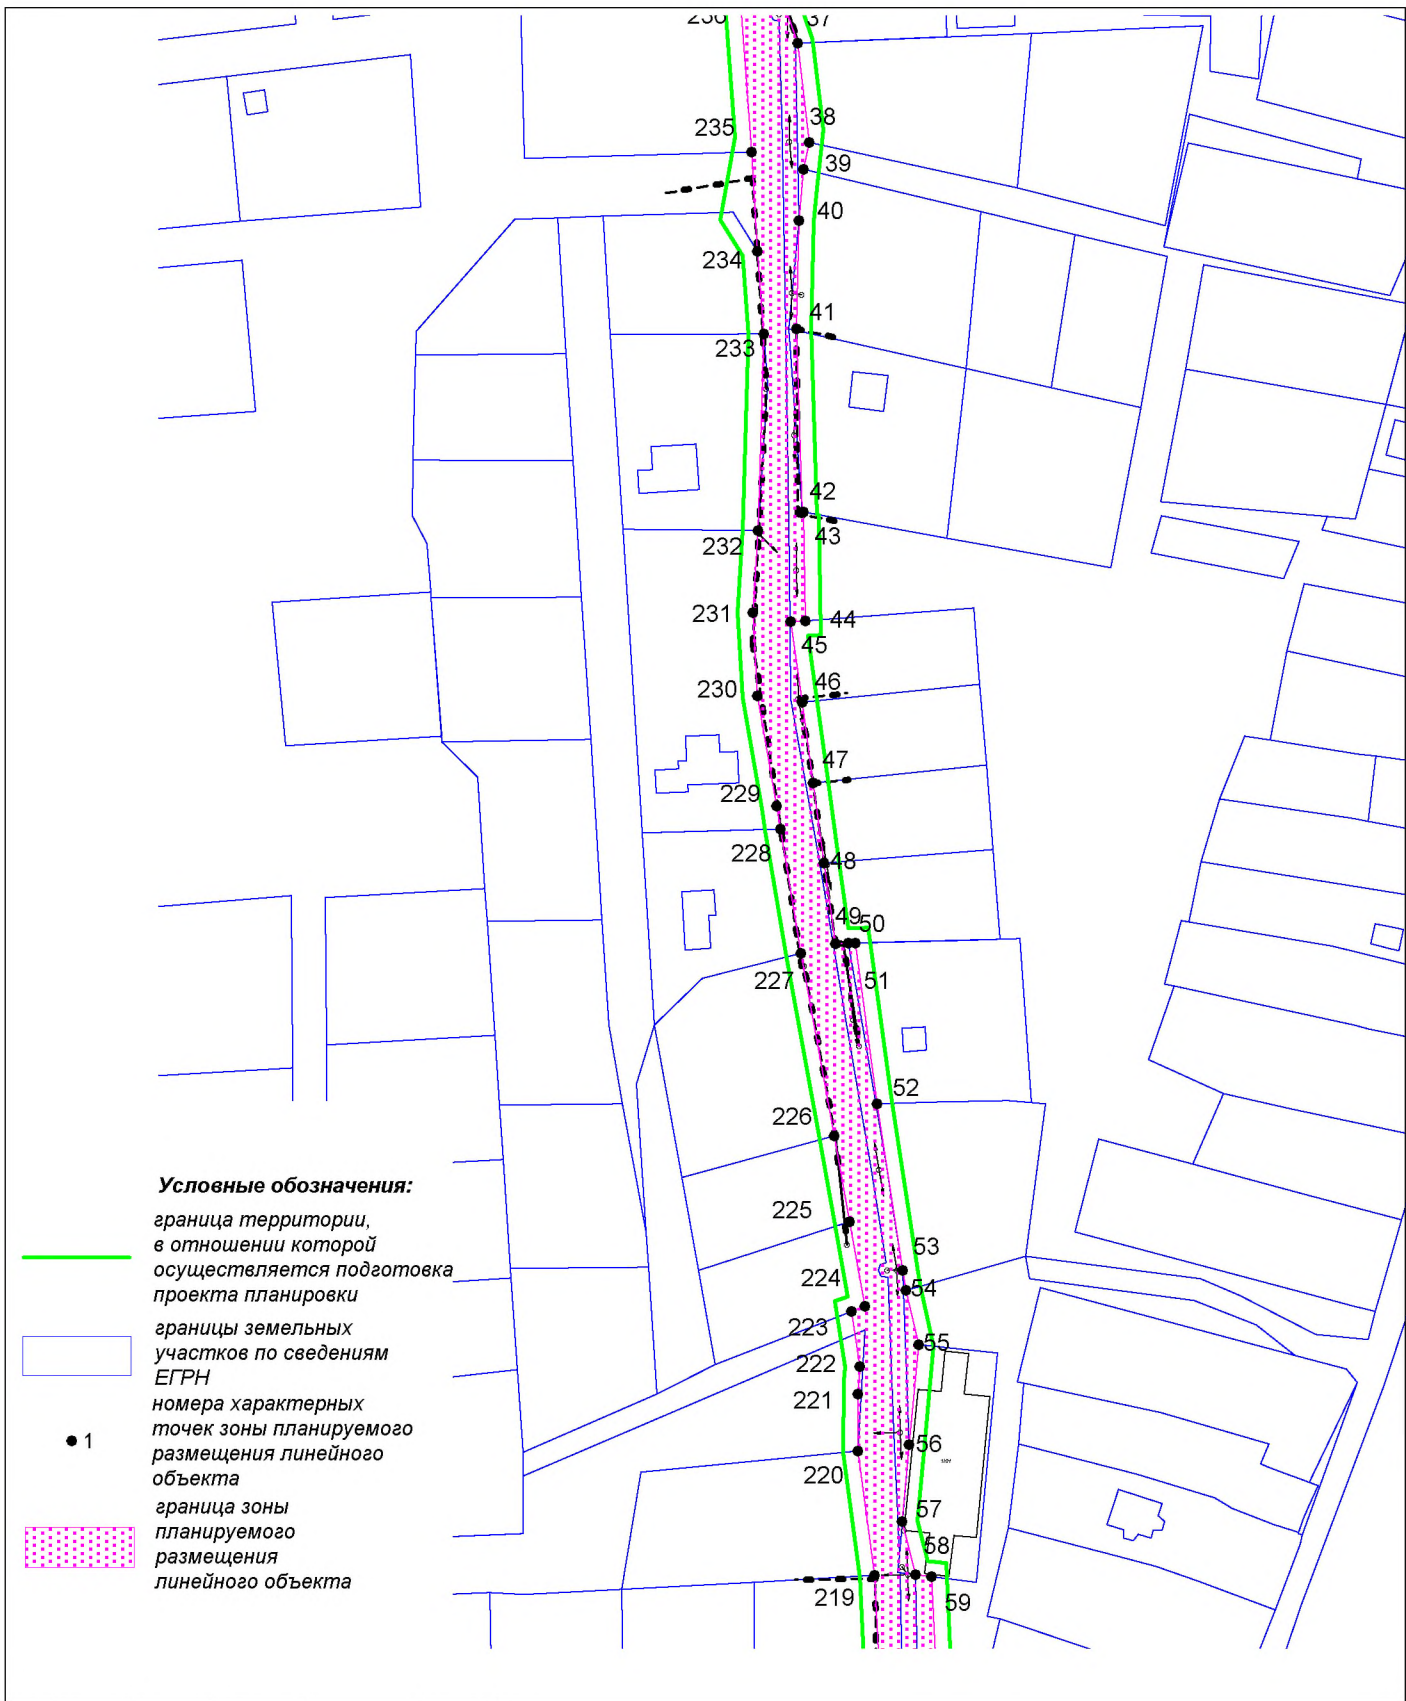 236
37
235
38
39
40
234
41
233
42
232
43
231
44
45
230
46
47
229
228
48
49
50
227
51
52
226
225
53
224
54
223
55
222
221
56
220
57
58
219
59
Условные обозначения:
граница территории,
в отношении которой
осуществляется подготовка
проекта планировки
границы земельных
участков по сведениям
ЕГРН
номера характерных
1
точек зоны планируемого
размещения линейного
объекта
граница зоны
планируемого
размещения
линейного объекта